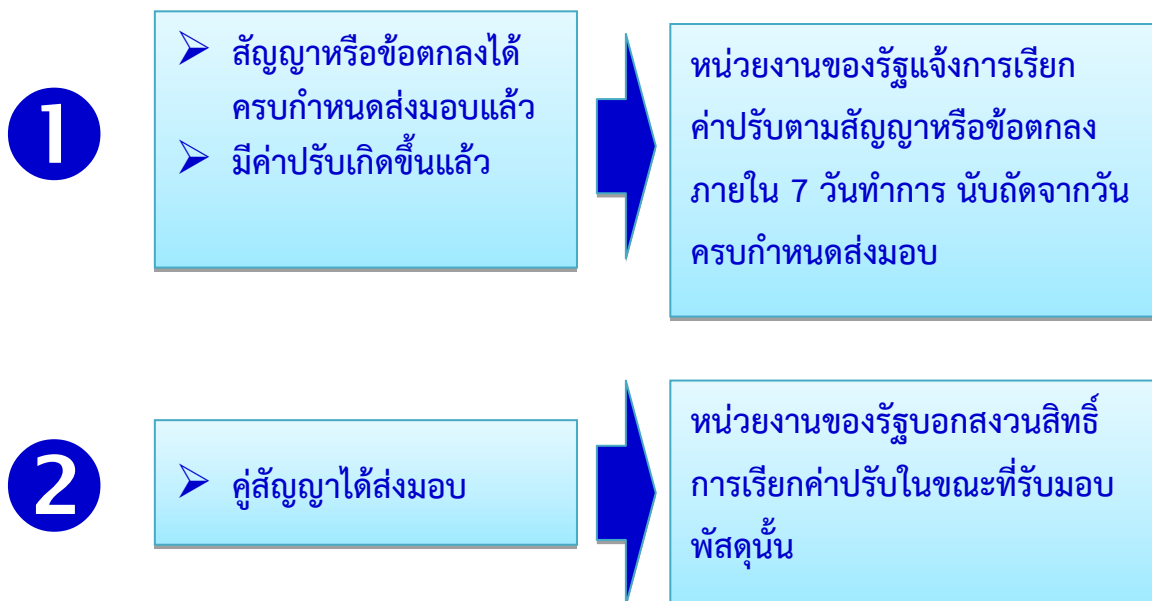 1
➢ สัญญาหรือข้อตกลงได้
ครบกำหนดส่งมอบแล้ว
➢ มีค่าปรับเกิดขึ้นแล้ว
หน่วยงานของรัฐแจ้งการเรียก
ค่าปรับตามสัญญาหรือข้อตกลง
ภายใน 7 วันทำการ นับถัดจากวัน
ครบกำหนดส่งมอบ
2
➢ คู่สัญญาได้ส่งมอบ
หน่วยงานของรัฐบอกสงวนสิทธิ์
การเรียกค่าปรับในขณะที่รับมอบ
พัสดุนั้น